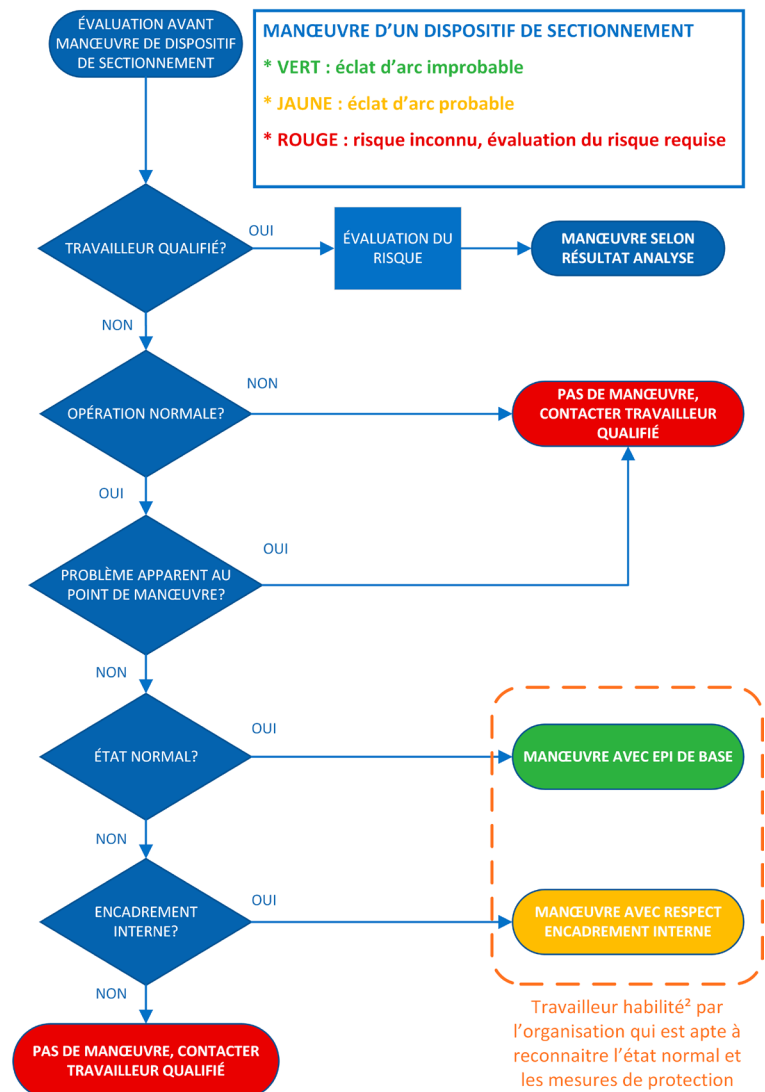 ÉVALUATION AVANT
MANŒUVRE DE DISPOSITIF
DE SECTIONNEMENT
MANŒUVRE D’UN DISPOSITIF DE SECTIONNEMENT
* VERT : éclat d’arc improbable
* JAUNE : éclat d’arc probable
* ROUGE : risque inconnu, évaluation du risque requise
TRAVAILLEUR QUALIFIÉ?
OUI
ÉVALUATION DU
RISQUE
MANŒUVRE SELON
RÉSULTAT ANALYSE
NON
OPÉRATION NORMALE?
NON
PAS DE MANŒUVRE,
CONTACTER TRAVAILLEUR
QUALIFIÉ
OUI
PROBLÈME APPARENT AU
POINT DE MANŒUVRE?
OUI
NON
ÉTAT NORMAL?
OUI
MANŒUVRE AVEC EPI DE BASE
NON
ENCADREMENT
INTERNE?
OUI
MANŒUVRE AVEC RESPECT
ENCADREMENT INTERNE
NON
PAS DE MANŒUVRE, CONTACTER
TRAVAILLEUR QUALIFIÉ
Travailleur habilité² par
l’organisation qui est apte à
reconnaitre l’état normal et
les mesures de protection